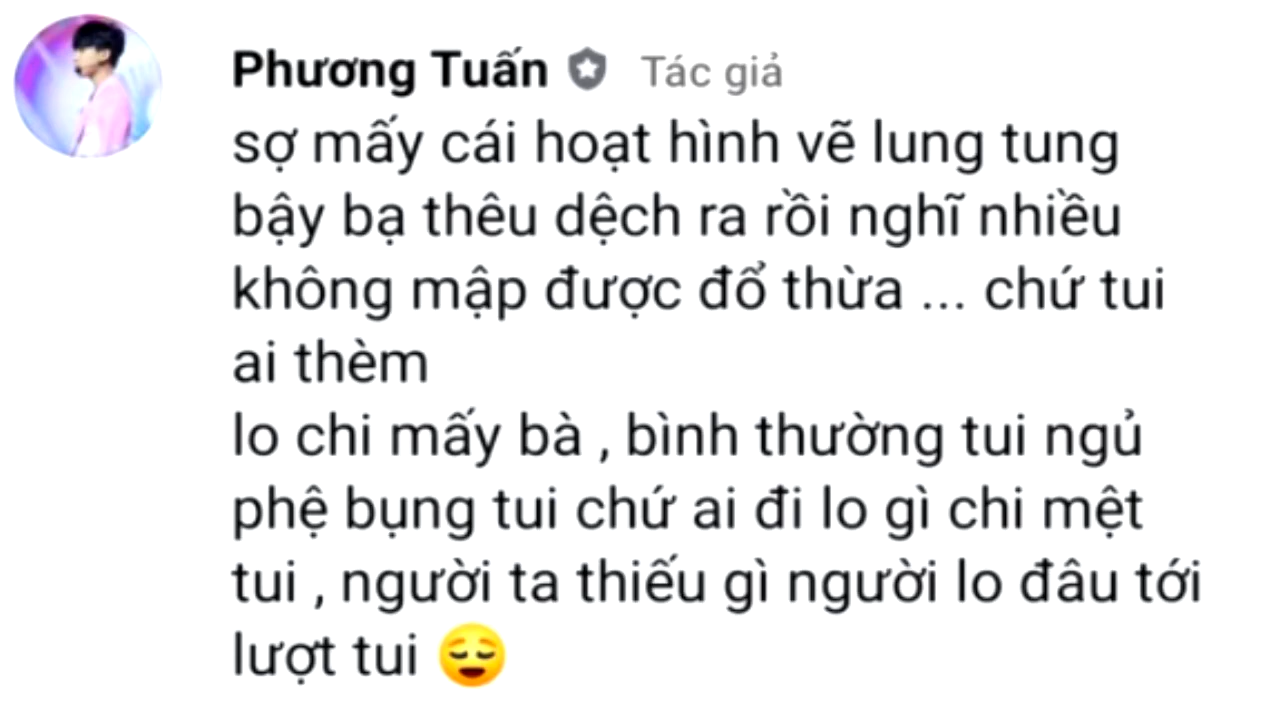 Phương Tuấn Tác giả
sợ mấy cái hoạt hình vẽ lung tung
bậy bạ thêu dệch ra rồi nghĩ nhiều
không mập được đổ thừa ... chứ tui
ai thèm
lo chi mấy bà , bình thường tui ngủ
phệ bụng tui chứ ai đi lo gì chi mệt
tui , người ta thiếu gì người lo đâu tới
lượt tui 😌